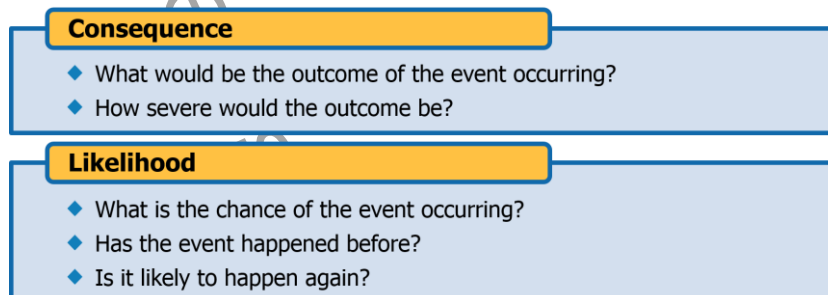 Consequence
◆ What would be the outcome of the event occurring?
◆ How severe would the outcome be?
Likelihood
◆ What is the chance of the event occurring?
◆ Has the event happened before?
◆ Is it likely to happen again?